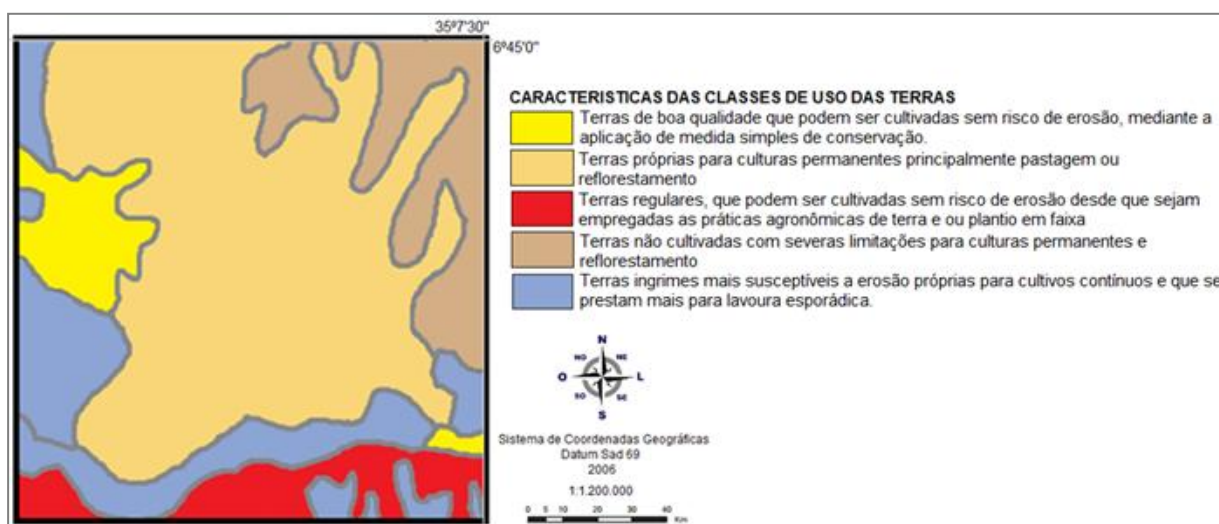 35º7'30"
6º45'0"
CARACTERISTICAS DAS CLASSES DE USO DAS TERRAS
Terras de boa qualidade que podem ser cultivadas sem risco de erosão, mediante a
aplicação de medida simples de conservação.
Terras próprias para culturas permanentes principalmente pastagem ou
reflorestamento
Terras regulares, que podem ser cultivadas sem risco de erosão desde que sejam
empregadas as práticas agronômicas de terra e ou plantio em faixa
Terras não cultivadas com severas limitações para culturas permanentes e
reflorestamento
Terras ingrimes mais susceptíveis a erosão próprias para cultivos contínuos e que se
prestam mais para lavoura esporádica.
N
NO NE
O L
SO SE
S
Sistema de Coordenadas Geográficas
Datum Sad 69
2006
1:1.200.000
0 5 10 20 30 40
Km